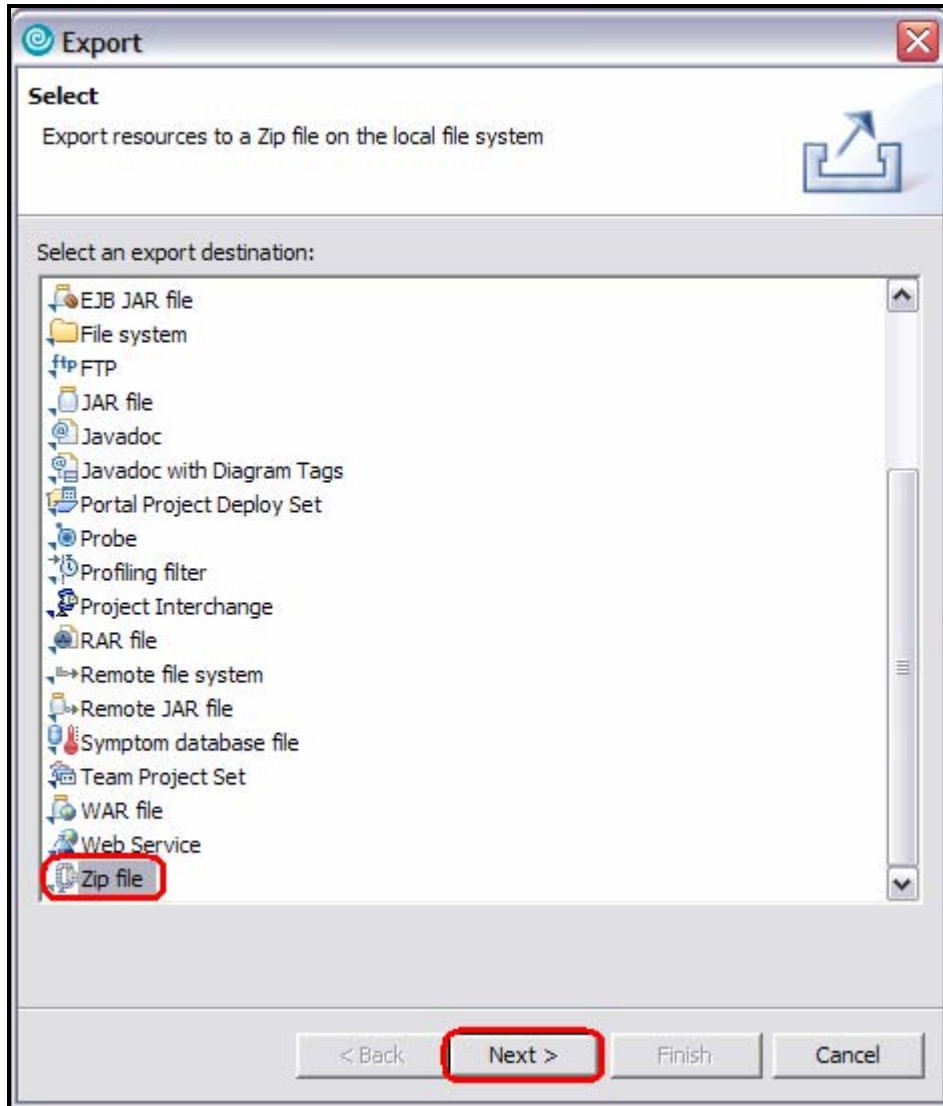 Export
Select
Export resources to a Zip file on the local file system
Select an export destination:
EJB JAR file
File system
ftp FTP
JAR file
Javadoc
Javadoc with Diagram Tags
Portal Project Deploy Set
Probe
Profiling filter
Project Interchange
RAR file
Remote file system
Remote JAR file
Symptom database file
Team Project Set
WAR file
Web Service
Zip file
< Back Next > Finish Cancel